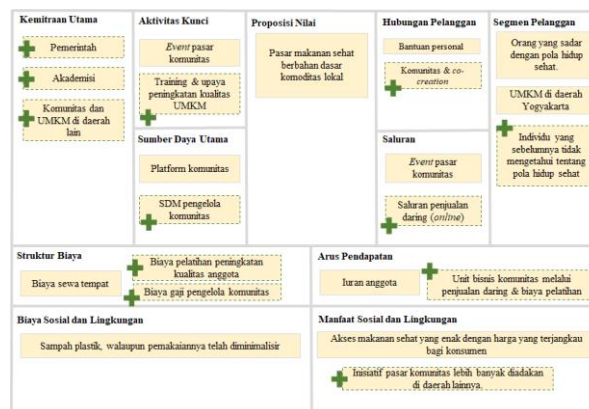 Kemitraan Utama
Pemerintah
Akademisi
Komunitas dan
UMKM di daerah
lain
Aktivitas Kunci
Event pasar
komunitas
Training & upaya
peningkatan kualitas
UMKM
Sumber Daya Utama
Platform komunitas
SDM pengelola
komunitas
Proposisi Nilai
Pasar makanan sehat
berbahan dasar
komoditas lokal
Hubungan Pelanggan
Bantuan personal
Komunitas & co-
creation
Saluran
Event pasar
komunitas
Saluran penjualan
daring (online)
Segmen Pelanggan
Orang yang sadar
dengan pola hidup
sehat.
UMKM di daerah
Yogyakarta
Individu yang
sebelumnya tidak
mengetahui tentang
pola hidup sehat
Struktur Biaya
Biaya sewa tempat
Biaya pelatihan peningkatan
kualitas anggota
Biaya gaji pengelola komunitas
Arus Pendapatan
Iuran anggota
Unit bisnis komunitas melalui
penjualan daring & biaya pelatihan
Biaya Sosial dan Lingkungan
Sampah plastik, walaupun pemakaiannya telah diminimalisir
Manfaat Sosial dan Lingkungan
Akses makanan sehat yang enak dengan harga yang terjangkau
bagi konsumen
Inisiatif pasar komunitas lebih banyak diadakan
di daerah lainnya.